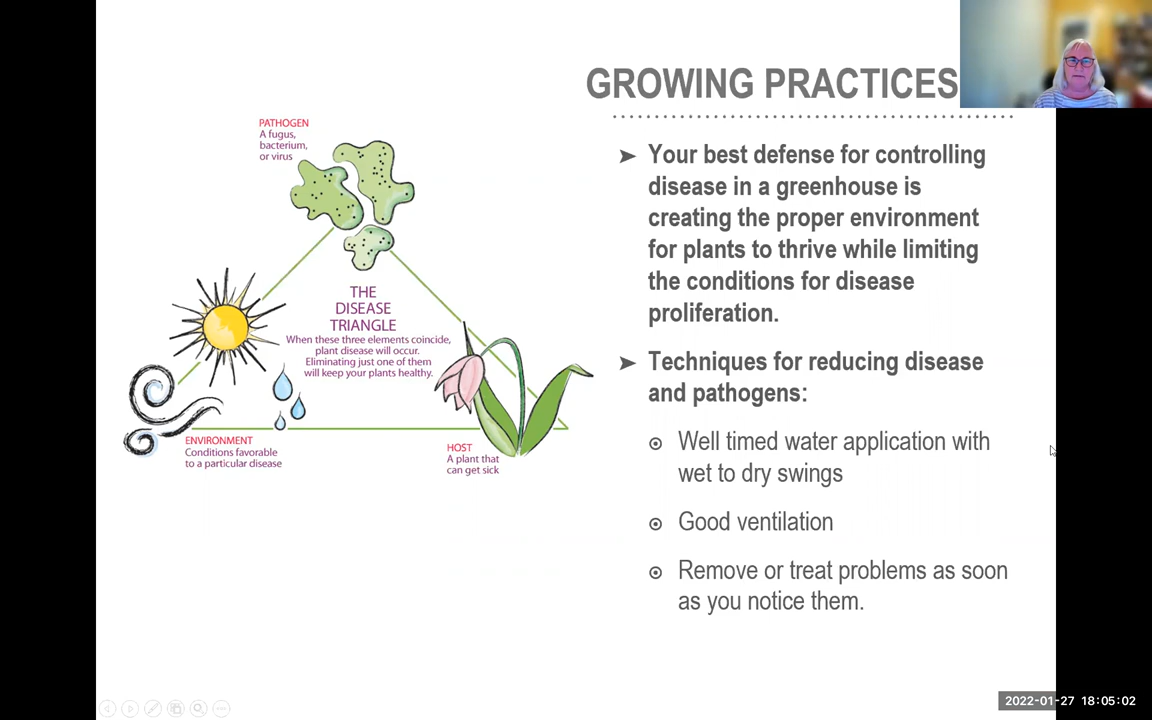 GROWING PRACTICES
PATHOGEN
A fugus,
bacterium,
or virus
THE
DISEASE
TRIANGLE
When these three elements coincide,
plant disease will occur.
Eliminating just one of them
will keep your plants healthy.
ENVIRONMENT
Conditions favorable
to a particular disease
HOST
A plant that
can get sick
➤ Your best defense for controlling
disease in a greenhouse is
creating the proper environment
for plants to thrive while limiting
the conditions for disease
proliferation.
➤ Techniques for reducing disease
and pathogens:
⦿ Well timed water application with
wet to dry swings
⦿ Good ventilation
⦿ Remove or treat problems as soon
as you notice them.
2022-01-27 18:05:02